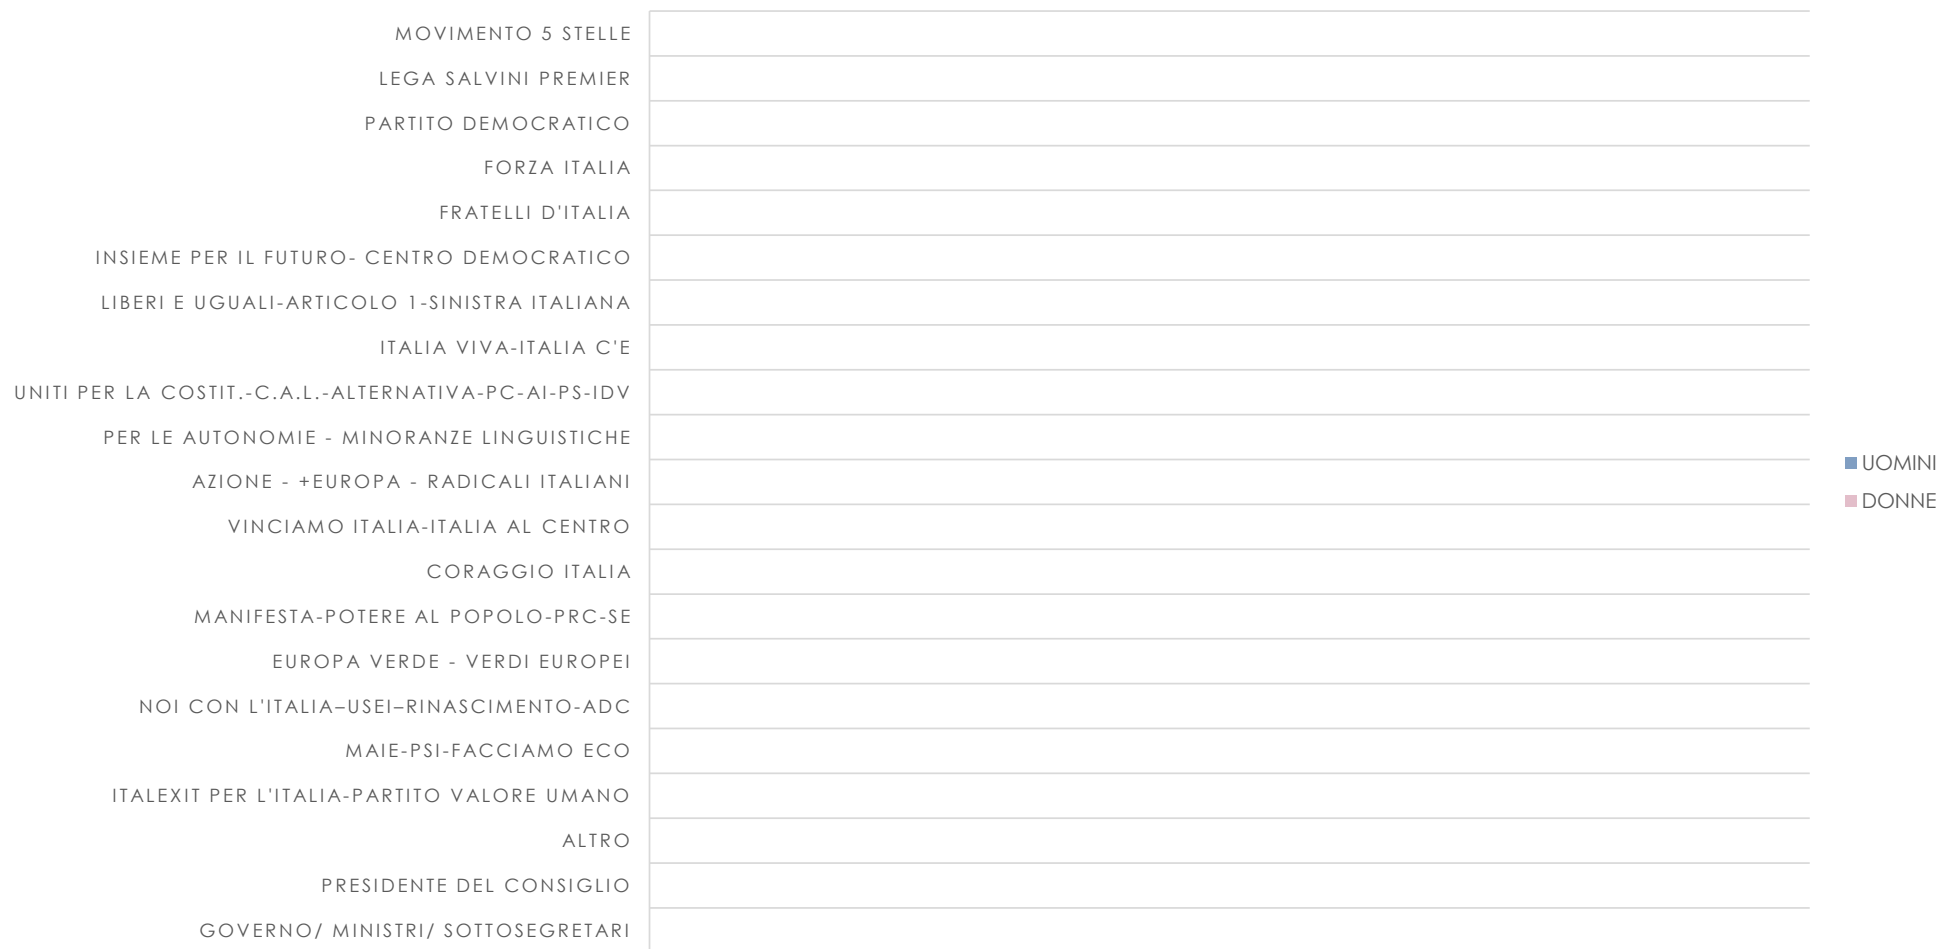 MOVIMENTO 5 STELLE
LEGA SALVINI PREMIER
PARTITO DEMOCRATICO
FORZA ITALIA
FRATELLI D'ITALIA
INSIEME PER IL FUTURO- CENTRO DEMOCRATICO
LIBERI E UGUALI-ARTICOLO 1-SINISTRA ITALIANA
ITALIA VIVA-ITALIA C'E
UNITI PER LA COSTIT.-C.A.L.-ALTERNATIVA-PC-AI-PS-IDV
PER LE AUTONOMIE - MINORANZE LINGUISTICHE
AZIONE - +EUROPA - RADICALI ITALIANI
VINCIAMO ITALIA-ITALIA AL CENTRO
CORAGGIO ITALIA
MANIFESTA-POTERE AL POPOLO-PRC-SE
EUROPA VERDE - VERDI EUROPEI
NOI CON L'ITALIA–USEI–RINASCIMENTO-ADC
MAIE-PSI-FACCIAMO ECO
ITALEXIT PER L'ITALIA-PARTITO VALORE UMANO
ALTRO
PRESIDENTE DEL CONSIGLIO
GOVERNO/ MINISTRI/ SOTTOSEGRETARI
UOMINI
DONNE